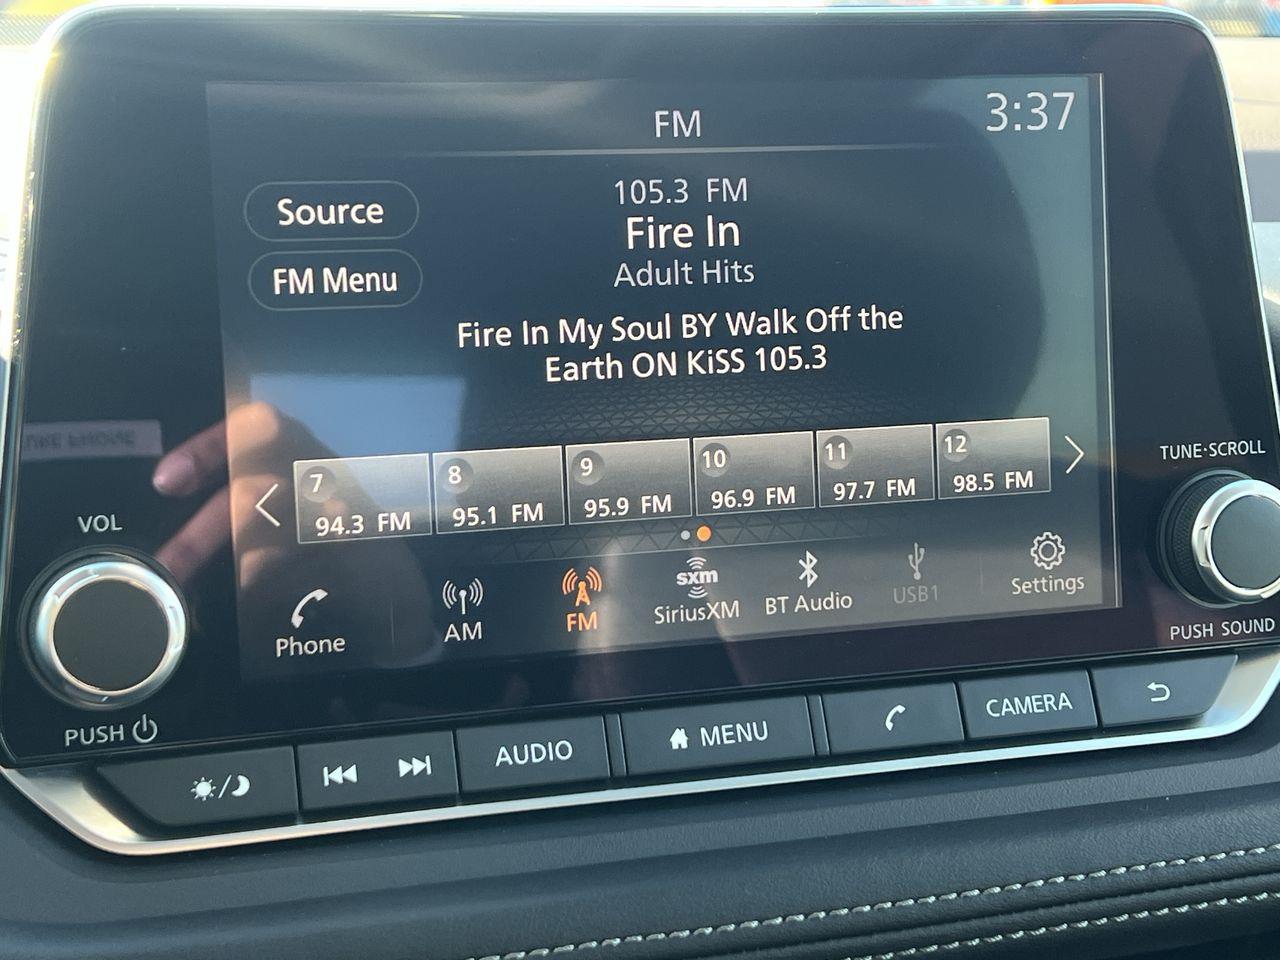 FM
3:37
Source
FM Menu
105.3 FM
Fire In
Adult Hits
Fire In My Soul BY Walk Off the
Earth ON KiSS 105.3
7 94.3 FM
8 95.1 FM
9 95.9 FM
10 96.9 FM
11 97.7 FM
12 98.5 FM
Phone
AM
FM
sxm
SiriusXM
BT Audio
USB1
Settings
VOL
PUSH
TUNE·SCROLL
PUSH SOUND
AUDIO
MENU
CAMERA